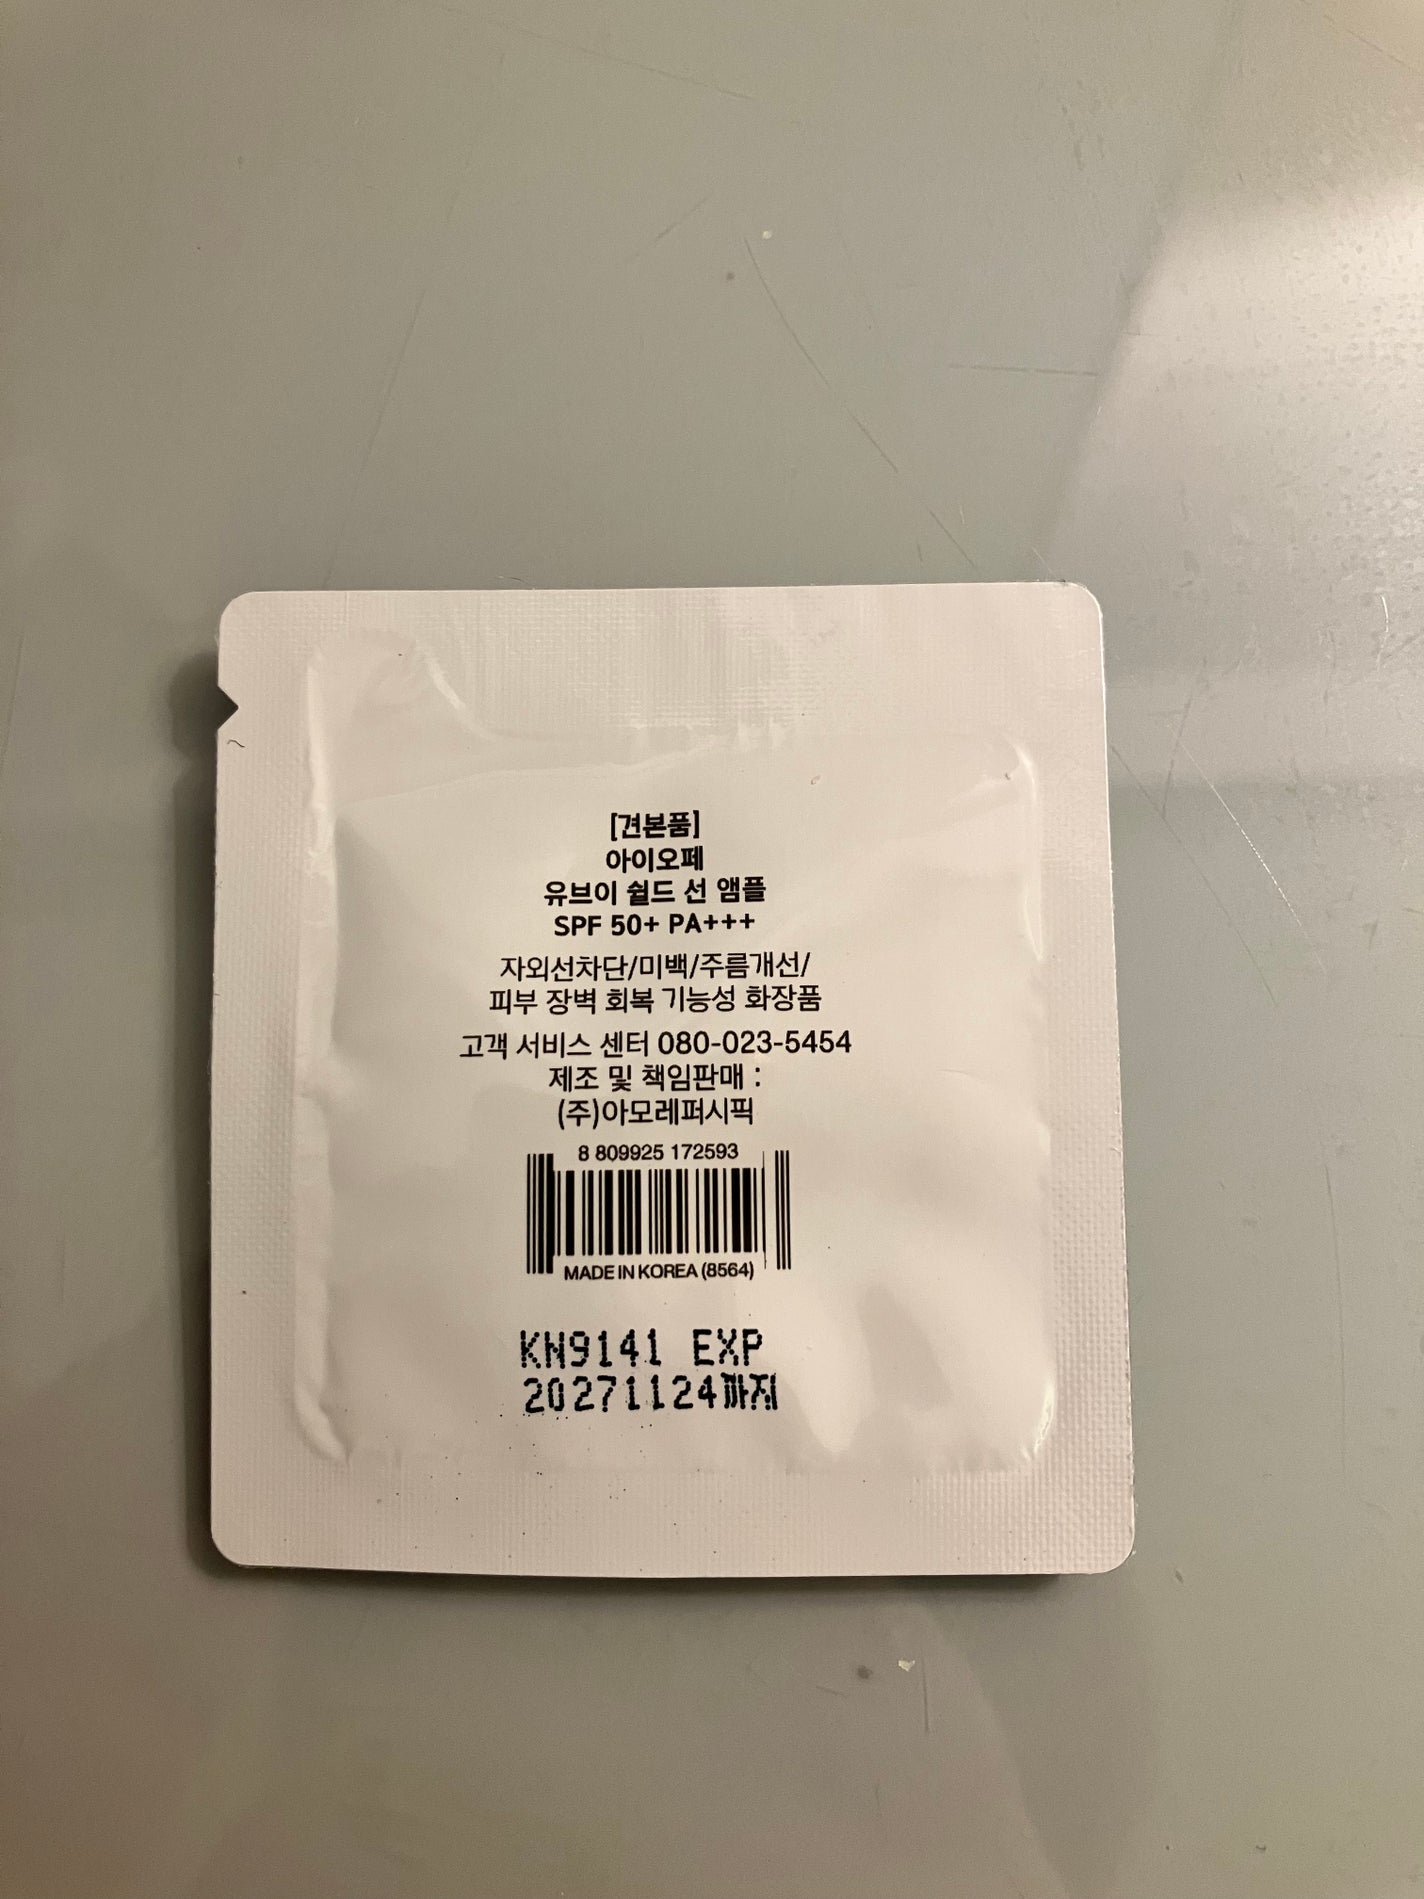 [견본품]
아이오페
유브이 쉴드 선 앰플
SPF 50+ PA+++
자외선차단/미백/주름개선/
피부 장벽 회복 기능성 화장품
고객 서비스 센터 080-023-5454
제조 및 책임판매 :
(주)아모레퍼시픽
8 809925 172593
MADE IN KOREA (8564)
KN9141 EXP
20271124까지